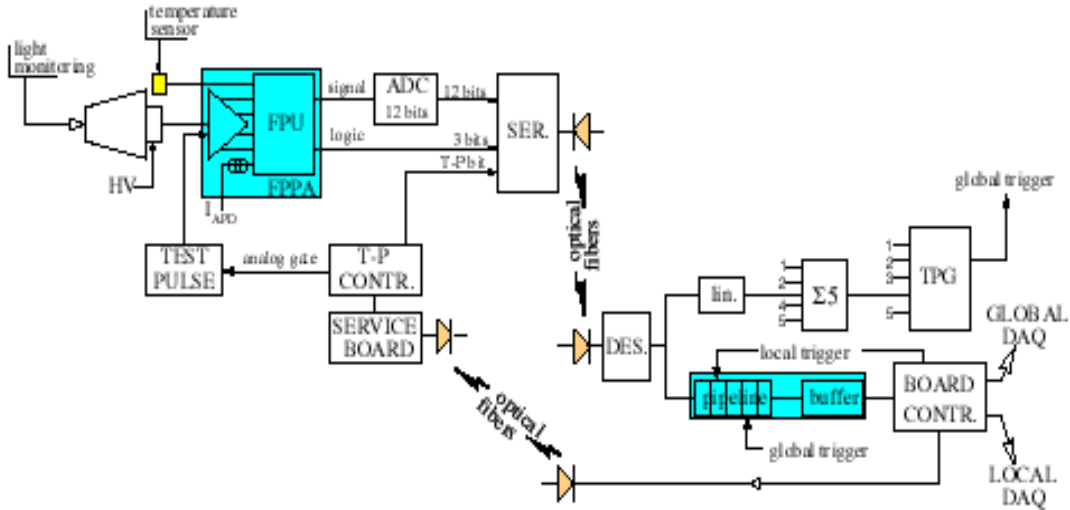 temperature
sensor
light
monitoring
HV
FPU
FPPA
I APD
signal
logic
ADC
12 bits
12 bits
3 bits
T-P bit
SER.
TEST
PULSE
analog gate
T-P
CONTR.
SERVICE
BOARD
optical
fibers
optical
fibers
DES.
lin.
1
2
4
5
Σ5
1
2
3
5
TPG
global trigger
local trigger
pipeline
buffer
global trigger
BOARD
CONTR.
GLOBAL
DAQ
LOCAL
DAQ